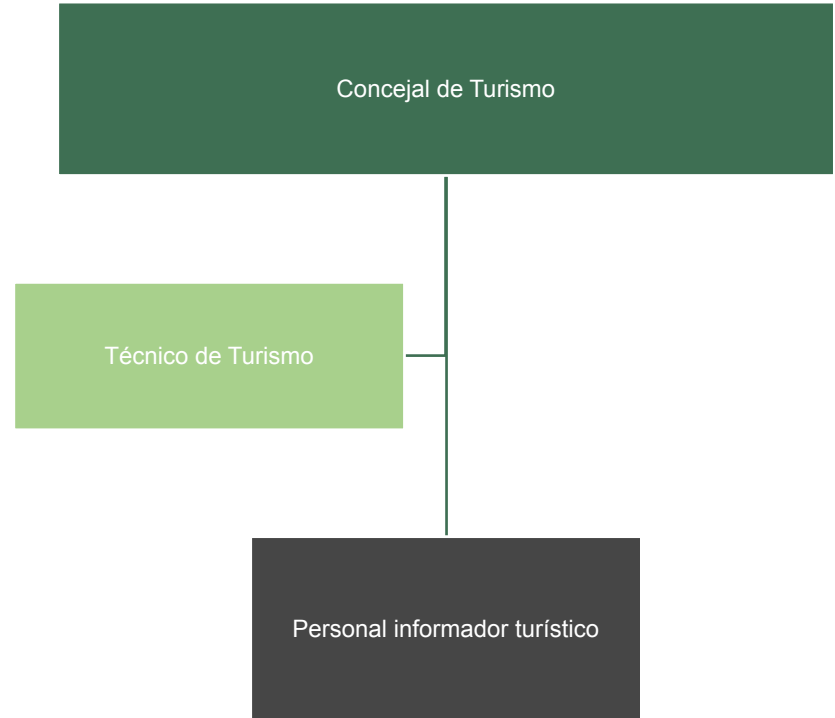 Concejal de Turismo
Técnico de Turismo
Personal informador turístico